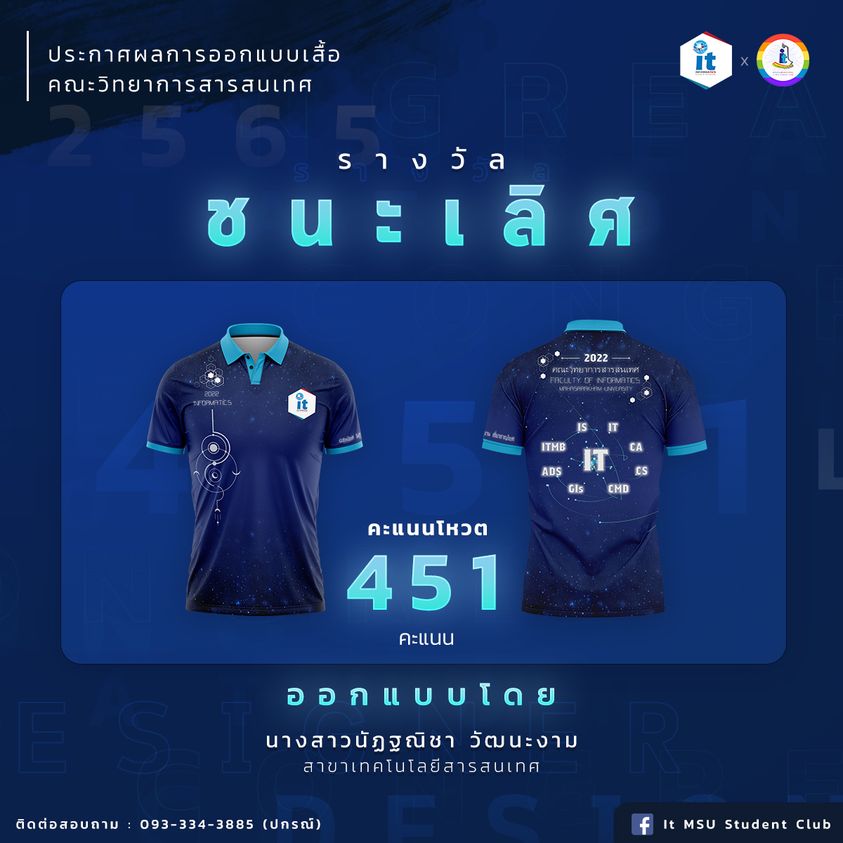 ประกาศผลการออกแบบเสื้อ
คณะวิทยาการสารสนเทศ
2565
it
x
รางวัล
ชนะเลิศ
2022
INFORMATICS
it
2022
คณะวิทยาการสารสนเทศ
FACULTY OF INFORMATICS
MAHASARAKHAM UNIVERSITY
IS IT
ITMB IT CA
ADS CS
GIs CMD
คะแนนโหวต
451
คะแนน
ออกแบบโดย
นางสาวนัฏฐณิชา วัฒนะงาม
สาขาเทคโนโลยีสารสนเทศ
ติดต่อสอบถาม : 093-334-3885 (ปกรณ์)
It MSU Student Club